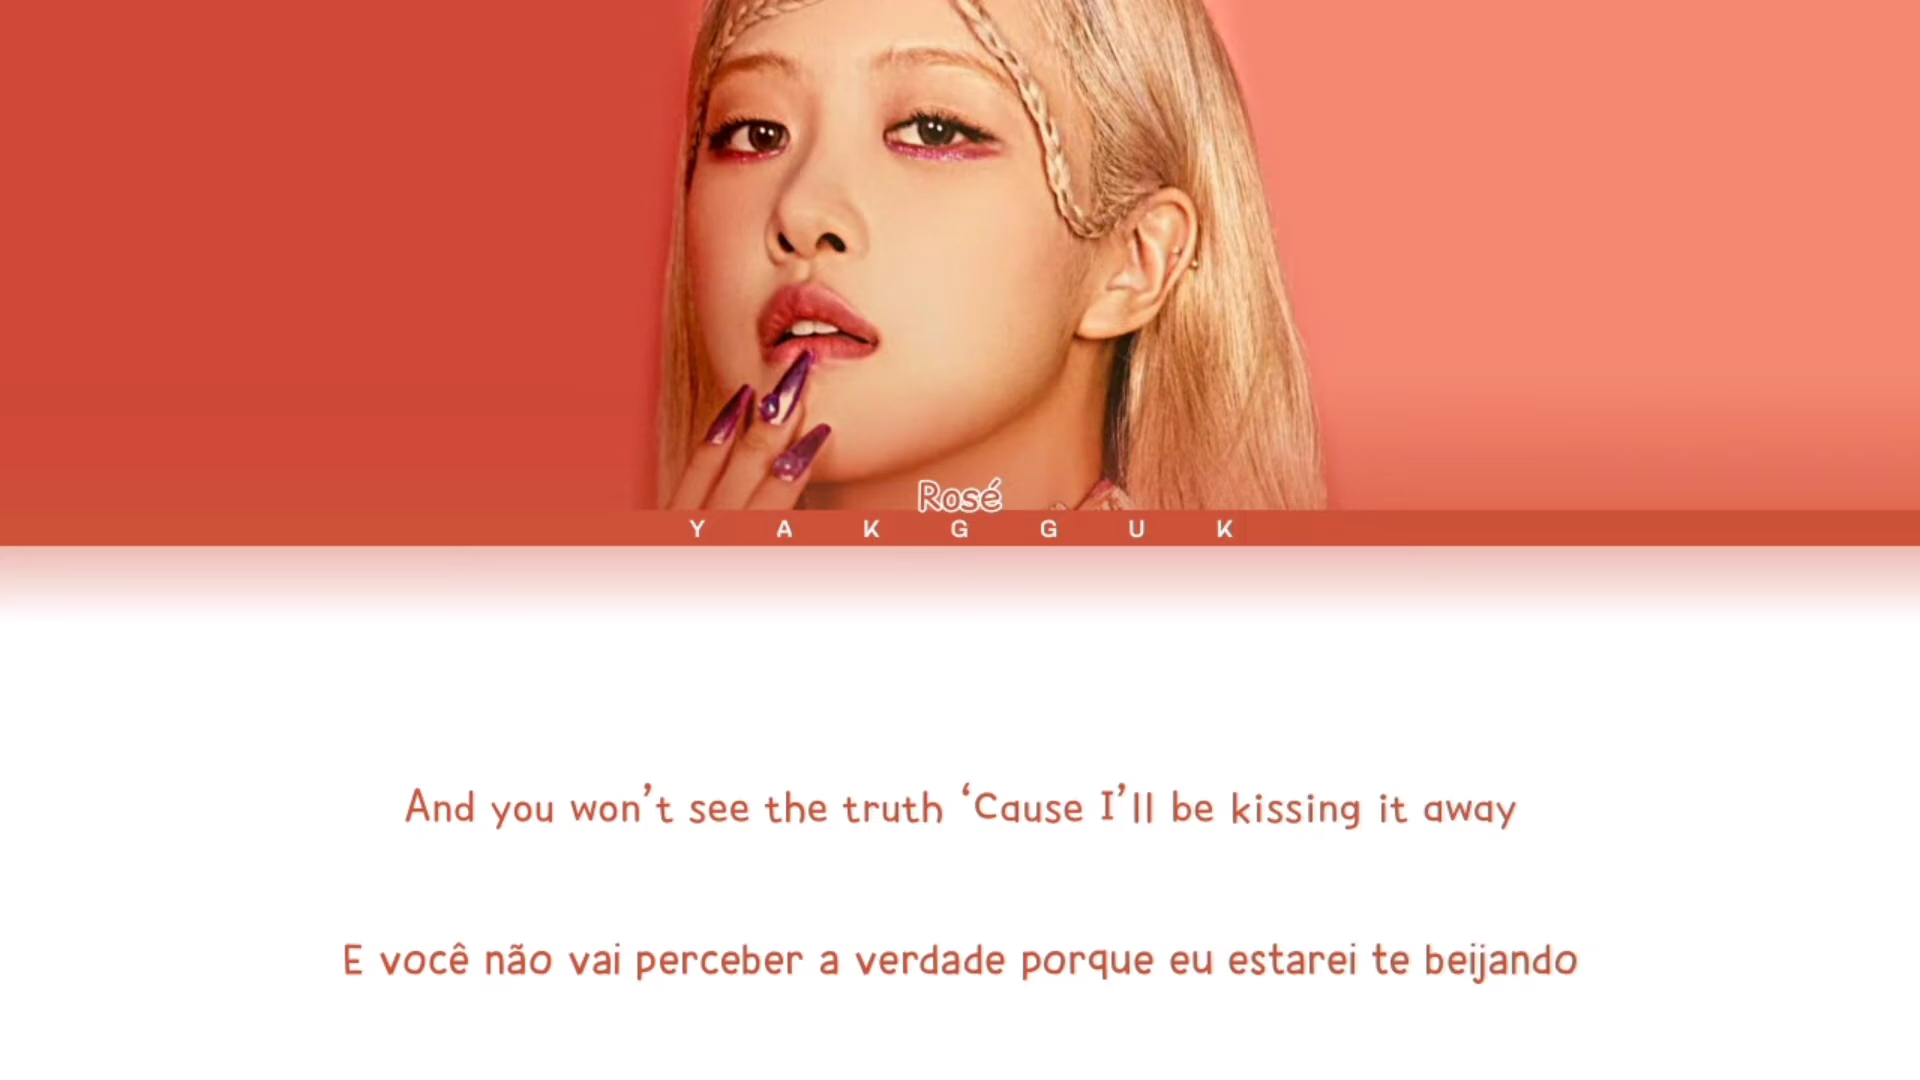 Rosé
YAKGGUK
And you won’t see the truth ‘Cause I’ll be kissing it away
E você não vai perceber a verdade porque eu estarei te beijando